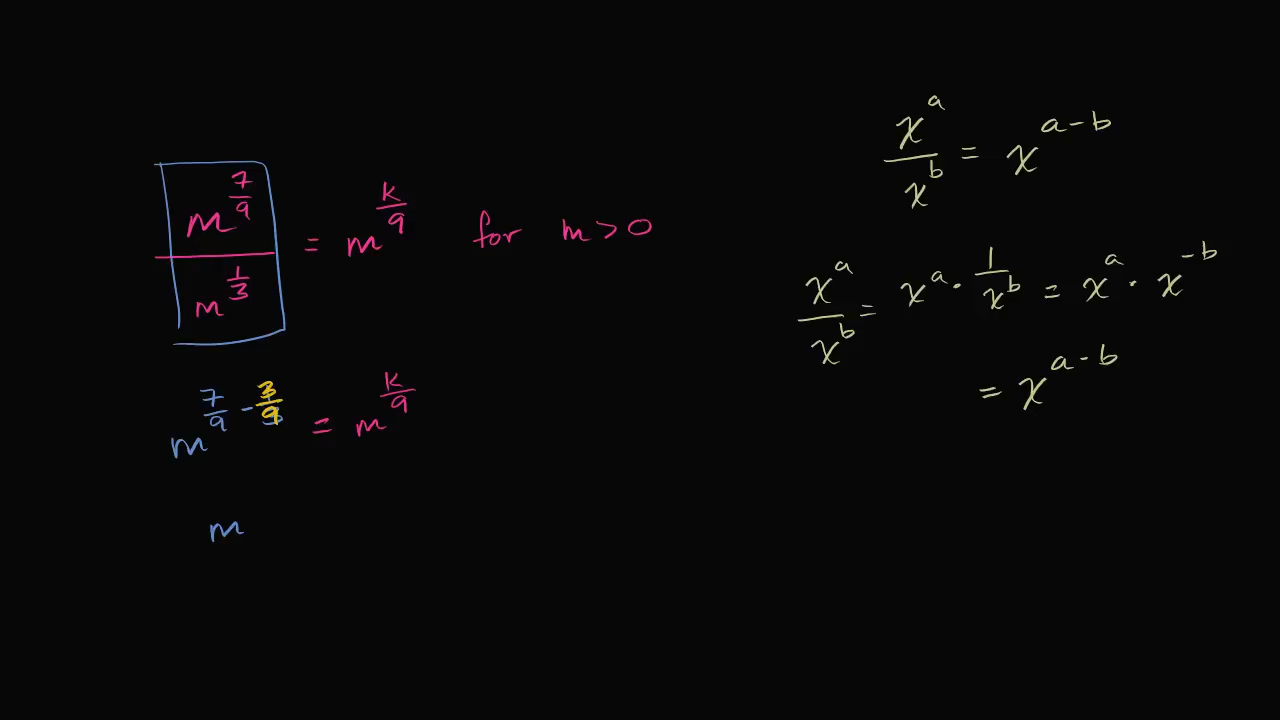 m^(7/9) / m^(1/3) = m^(k/9) for m > 0
m^(7/9 - 3/9) = m^(k/9)
m
x^a / x^b = x^(a-b)
x^a / x^b = x^a · 1/x^b = x^a · x^(-b)
= x^(a-b)